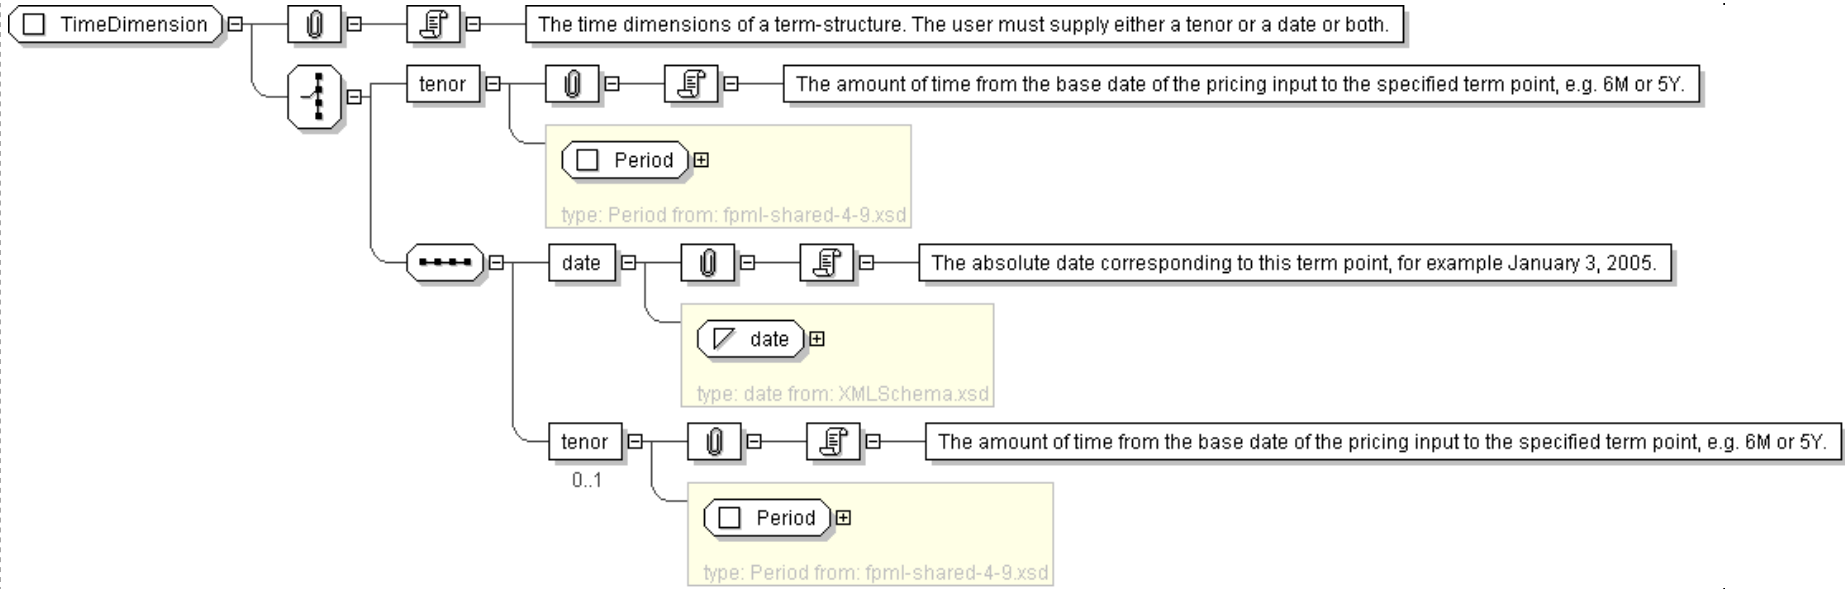 TimeDimension
The time dimensions of a term-structure. The user must supply either a tenor or a date or both.
tenor
The amount of time from the base date of the pricing input to the specified term point, e.g. 6M or 5Y.
Period
type: Period from: fpml-shared-4-9.xsd
date
The absolute date corresponding to this term point, for example January 3, 2005.
date
type: date from: XMLSchema.xsd
tenor
The amount of time from the base date of the pricing input to the specified term point, e.g. 6M or 5Y.
0..1
Period
type: Period from: fpml-shared-4-9.xsd